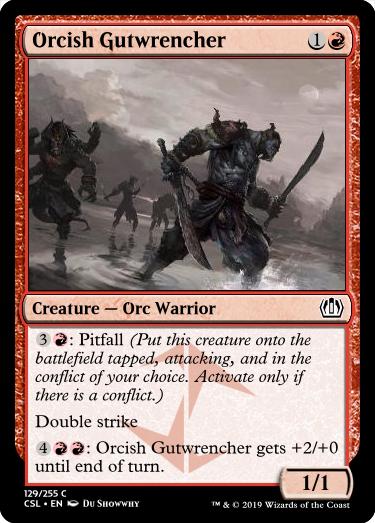 Orcish Gutwrencher 1
Creature — Orc Warrior
3 : Pitfall (Put this creature onto the
battlefield tapped, attacking, and in the
conflict of your choice. Activate only if
there is a conflict.)
Double strike
4 : Orcish Gutwrencher gets +2/+0
until end of turn.
1/1
129/255 C
CSL • EN Du Showwhy
™ & © 2019 Wizards of the Coast